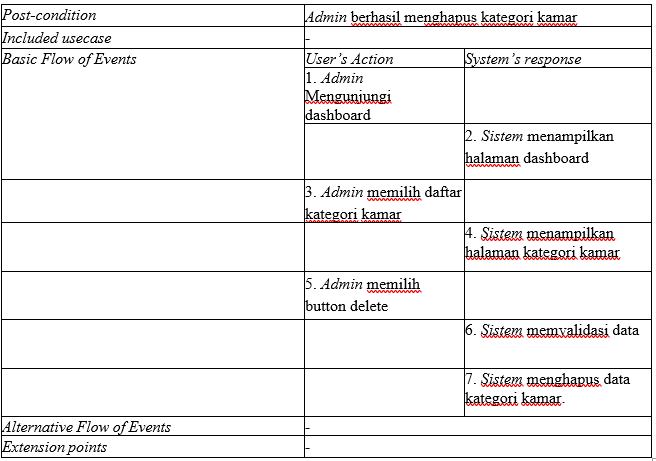 Post-condition
Admin berhasil menghapus kategori kamar
Included usecase
-
Basic Flow of Events
User's Action
System's response
1. Admin
Mengunjungi
dashboard
2. Sistem menampilkan
halaman dashboard
3. Admin memilih daftar
kategori kamar
4. Sistem menampilkan
halaman kategori kamar
5. Admin memilih
button delete
6. Sistem memvalidasi data
7. Sistem menghapus data
kategori kamar.
Alternative Flow of Events
-
Extension points
-